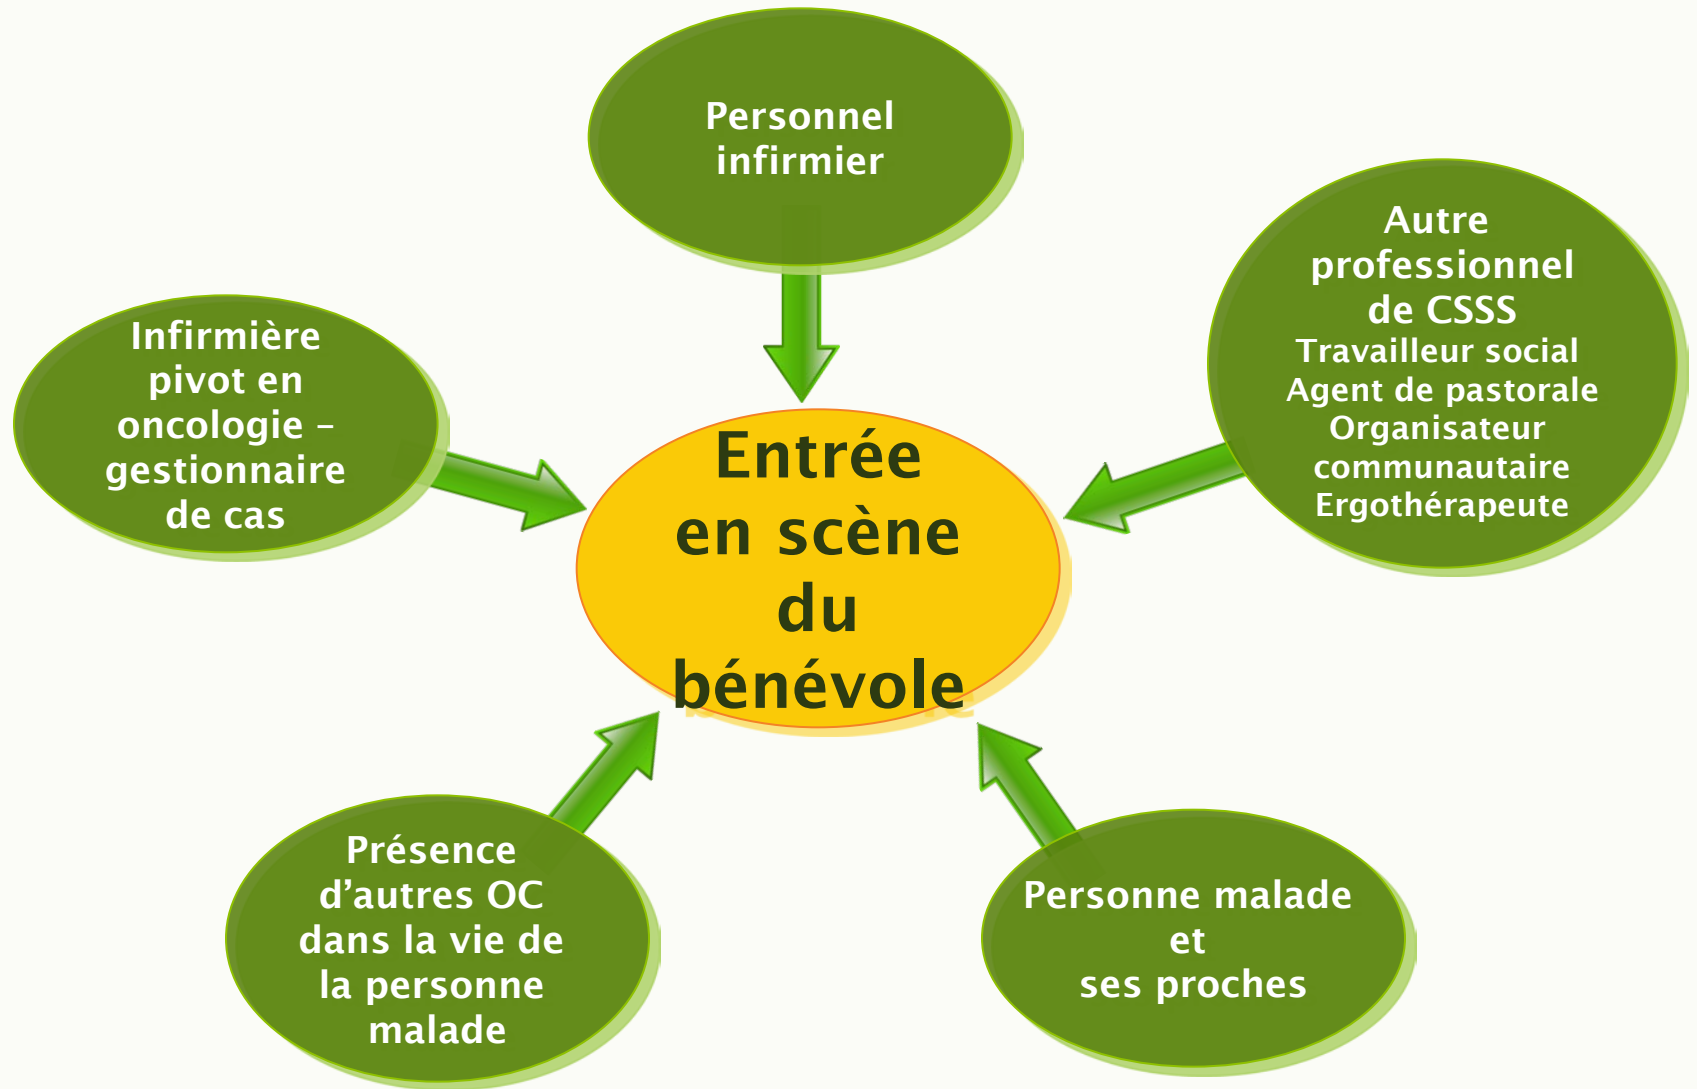 Personnel
infirmier
Autre
professionnel
de CSSS
Travailleur social
Agent de pastorale
Organisateur
communautaire
Ergothérapeute
Infirmière
pivot en
oncologie –
gestionnaire
de cas
Entrée
en scène
du
bénévole
Présence
d’autres OC
dans la vie de
la personne
malade
Personne malade
et
ses proches